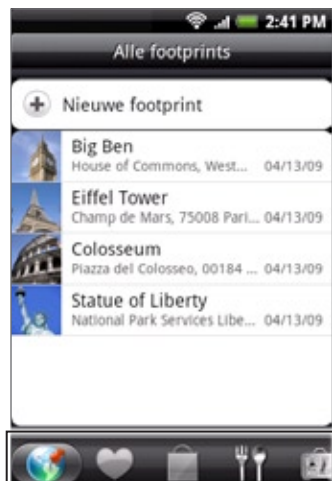 2:41 PM
Alle footprints
Nieuwe footprint
Big Ben
House of Commons, West... 04/13/09
Eiffel Tower
Champ de Mars, 75008 Pari... 04/13/09
Colosseum
Piazza del Colosseo, 00184 ... 04/13/09
Statue of Liberty
National Park Services Libe... 04/13/09